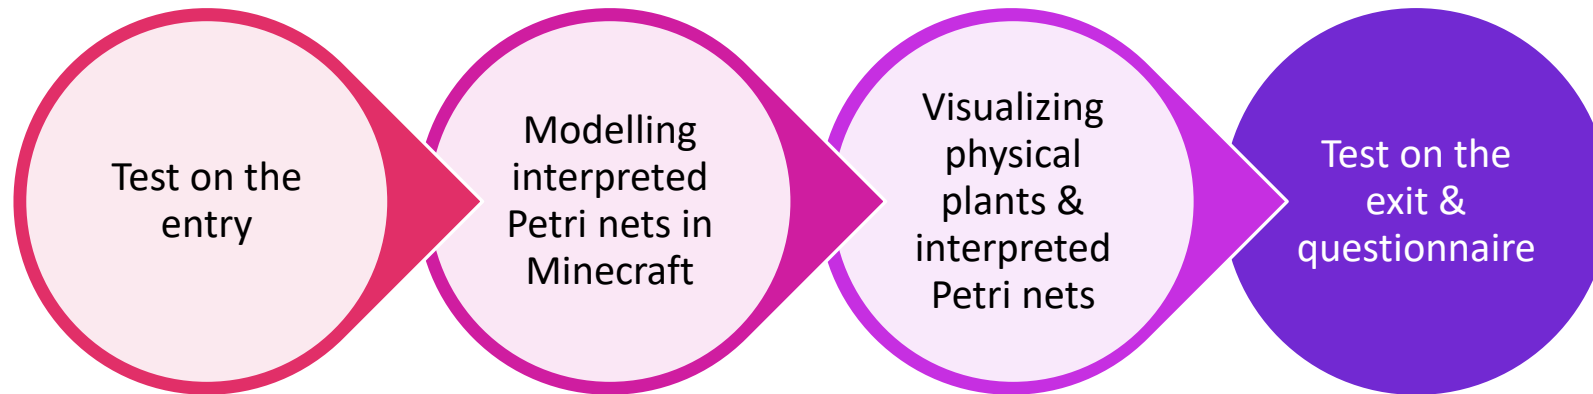 Test on the
entry
Modelling
interpreted
Petri nets in
Minecraft
Visualizing
physical
plants &
interpreted
Petri nets
Test on the
exit &
questionnaire